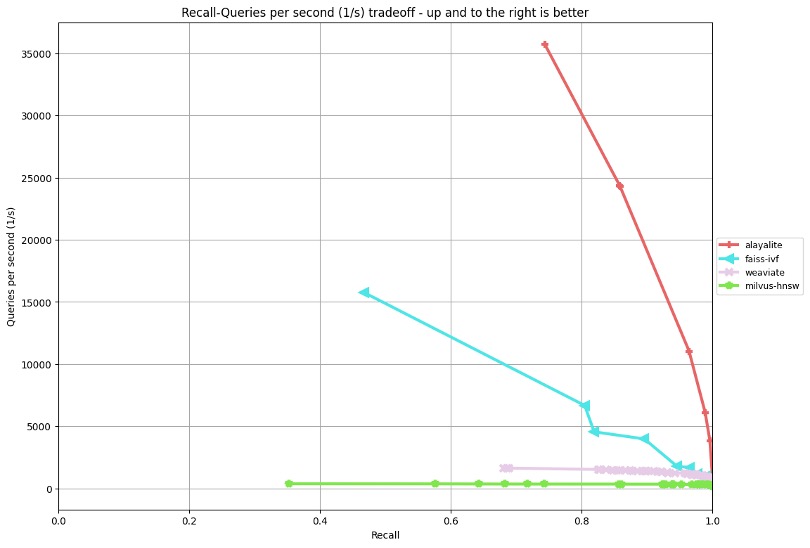 Recall-Queries per second (1/s) tradeoff - up and to the right is better
Queries per second (1/s)
35000
30000
25000
20000
15000
10000
5000
0
0.0 0.2 0.4 0.6 0.8 1.0
Recall
alayalite
faiss-ivf
weaviate
milvus-hnsw